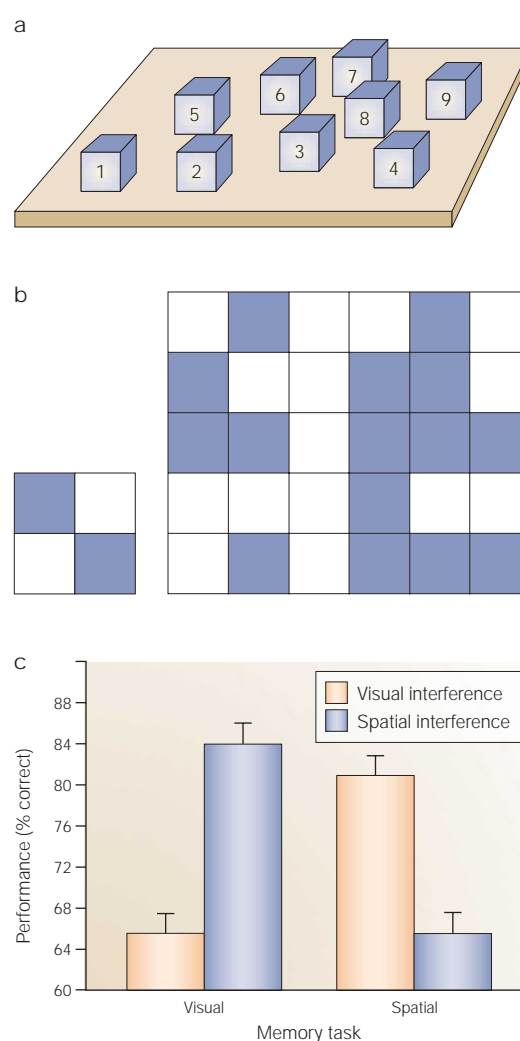 a
7
6
9
5
8
3
1
2
4
b
c
Visual interference
Spatial interference
88
84
80
76
72
68
64
60
Performance (% correct)
Visual
Spatial
Memory task